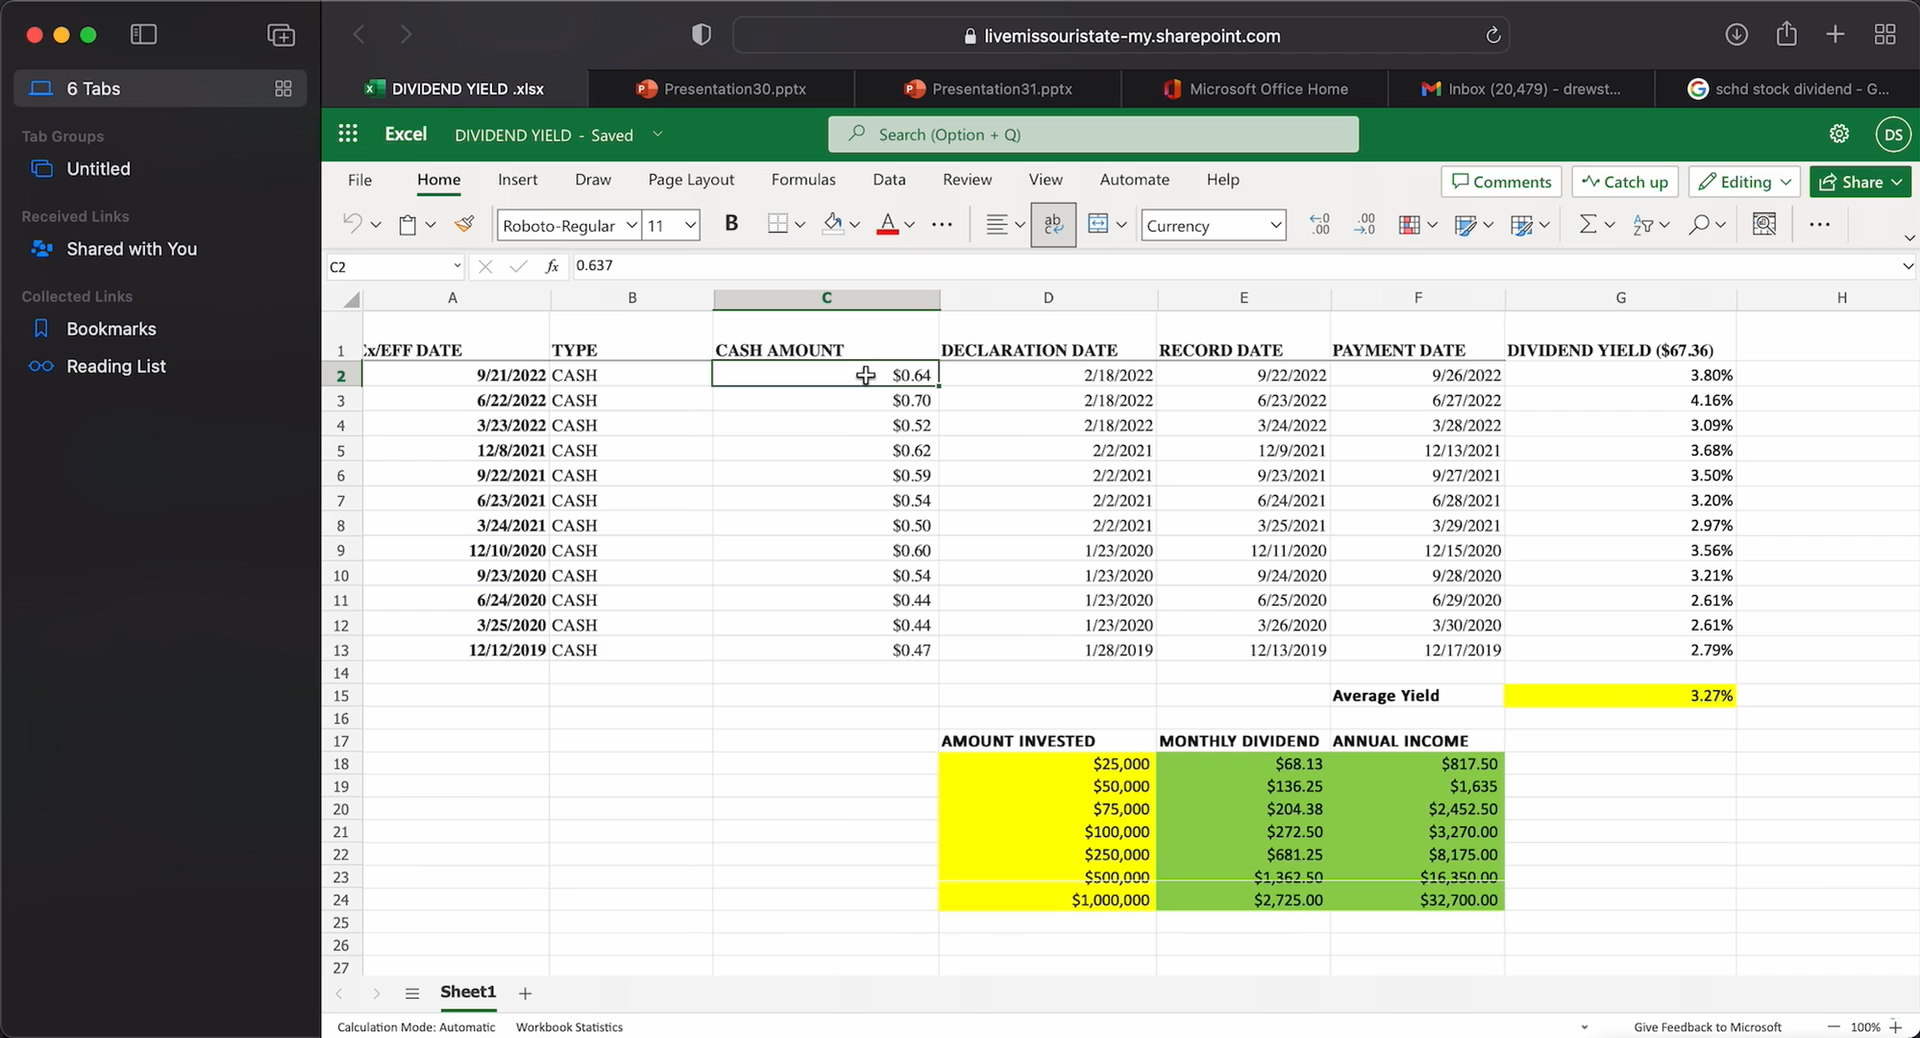 livemissouristate-my.sharepoint.com
6 Tabs
DIVIDEND YIELD .xlsx
Presentation30.pptx
Presentation31.pptx
Microsoft Office Home
Inbox (20,479) - drewst...
schd stock dividend - G...
Tab Groups
Untitled
Received Links
Shared with You
Collected Links
Bookmarks
Reading List
Excel DIVIDEND YIELD - Saved
Search (Option + Q)
DS
File Home Insert Draw Page Layout Formulas Data Review View Automate Help
Comments Catch up Editing Share
Roboto-Regular 11 B A ab Currency
C2 fx 0.637
A B C D E F G H
1 Ex/EFF DATE TYPE CASH AMOUNT DECLARATION DATE RECORD DATE PAYMENT DATE DIVIDEND YIELD ($67.36)
2 9/21/2022 CASH $0.64 2/18/2022 9/22/2022 9/26/2022 3.80%
3 6/22/2022 CASH $0.70 2/18/2022 6/23/2022 6/27/2022 4.16%
4 3/23/2022 CASH $0.52 2/18/2022 3/24/2022 3/28/2022 3.09%
5 12/8/2021 CASH $0.62 2/2/2021 12/9/2021 12/13/2021 3.68%
6 9/22/2021 CASH $0.59 2/2/2021 9/23/2021 9/27/2021 3.50%
7 6/23/2021 CASH $0.54 2/2/2021 6/24/2021 6/28/2021 3.20%
8 3/24/2021 CASH $0.50 2/2/2021 3/25/2021 3/29/2021 2.97%
9 12/10/2020 CASH $0.60 1/23/2020 12/11/2020 12/15/2020 3.56%
10 9/23/2020 CASH $0.54 1/23/2020 9/24/2020 9/28/2020 3.21%
11 6/24/2020 CASH $0.44 1/23/2020 6/25/2020 6/29/2020 2.61%
12 3/25/2020 CASH $0.44 1/23/2020 3/26/2020 3/30/2020 2.61%
13 12/12/2019 CASH $0.47 1/28/2019 12/13/2019 12/17/2019 2.79%
14
15 Average Yield 3.27%
16
17 AMOUNT INVESTED MONTHLY DIVIDEND ANNUAL INCOME
18 $25,000 $68.13 $817.50
19 $50,000 $136.25 $1,635
20 $75,000 $204.38 $2,452.50
21 $100,000 $272.50 $3,270.00
22 $250,000 $681.25 $8,175.00
23 $500,000 $1,362.50 $16,350.00
24 $1,000,000 $2,725.00 $32,700.00
25
26
27
Sheet1
Calculation Mode: Automatic Workbook Statistics Give Feedback to Microsoft 100%